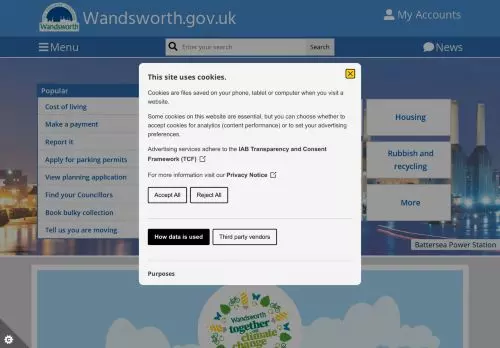 Wandsworth
Wandsworth.gov.uk
My Accounts
Menu
Enter your search
Search
News
Popular
Cost of living
Make a payment
Report it
Apply for parking permits
View planning application
Find your Councillors
Book bulky collection
Tell us you are moving
Housing
Rubbish and
recycling
More
Battersea Power Station
This site uses cookies.
Cookies are files saved on your phone, tablet or computer when you visit a
website.
Some cookies on this website are essential, but you can choose whether to
accept cookies for analytics (content performance) or to set your advertising
preferences.
Advertising services adhere to the IAB Transparency and Consent
Framework (TCF)
For more information visit our Privacy Notice
Accept All
Reject All
How data is used
Third party vendors
Purposes
Wandsworth
together
climate
change